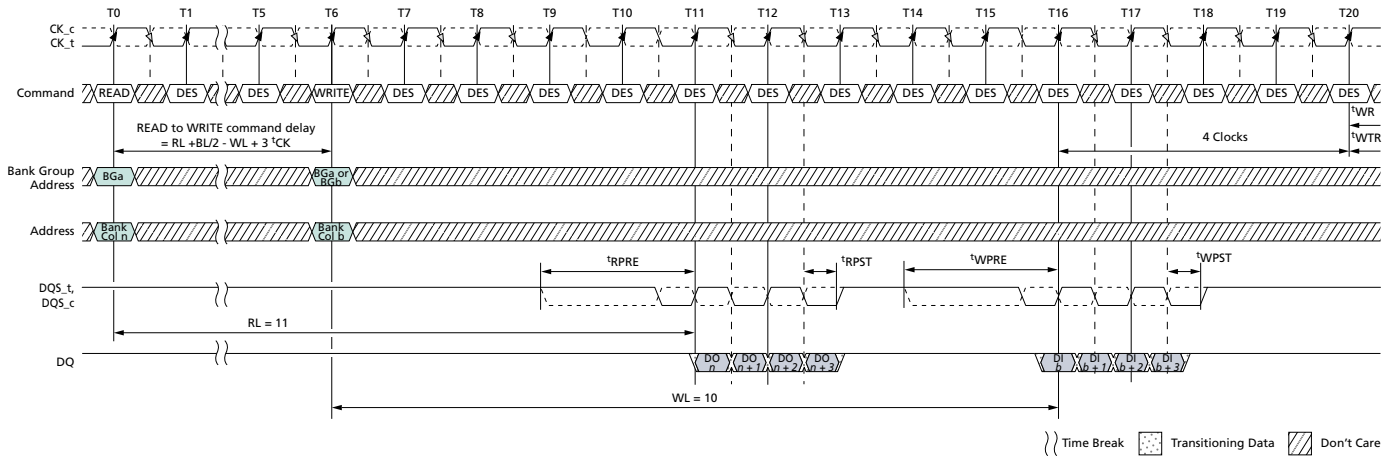 T0 T1 T5 T6 T7 T8 T9 T10 T11 T12 T13 T14 T15 T16 T17 T18 T19 T20
CK_c
CK_t
Command READ DES DES WRITE DES DES DES DES DES DES DES DES DES DES DES DES DES DES
tWR
READ to WRITE command delay
= RL +BL/2 - WL + 3 tCK
4 Clocks
tWTR
Bank Group
Address
BGa
BGa or
BGb
Address
Bank
Col n
Bank
Col b
tRPRE tRPST tWPRE tWPST
DQS_t,
DQS_c
RL = 11
DQ
DO
n
DO
n + 1
DO
n + 2
DO
n + 3
DI
b
DI
b + 1
DI
b + 2
DI
b + 3
WL = 10
Time Break Transitioning Data Don't Care